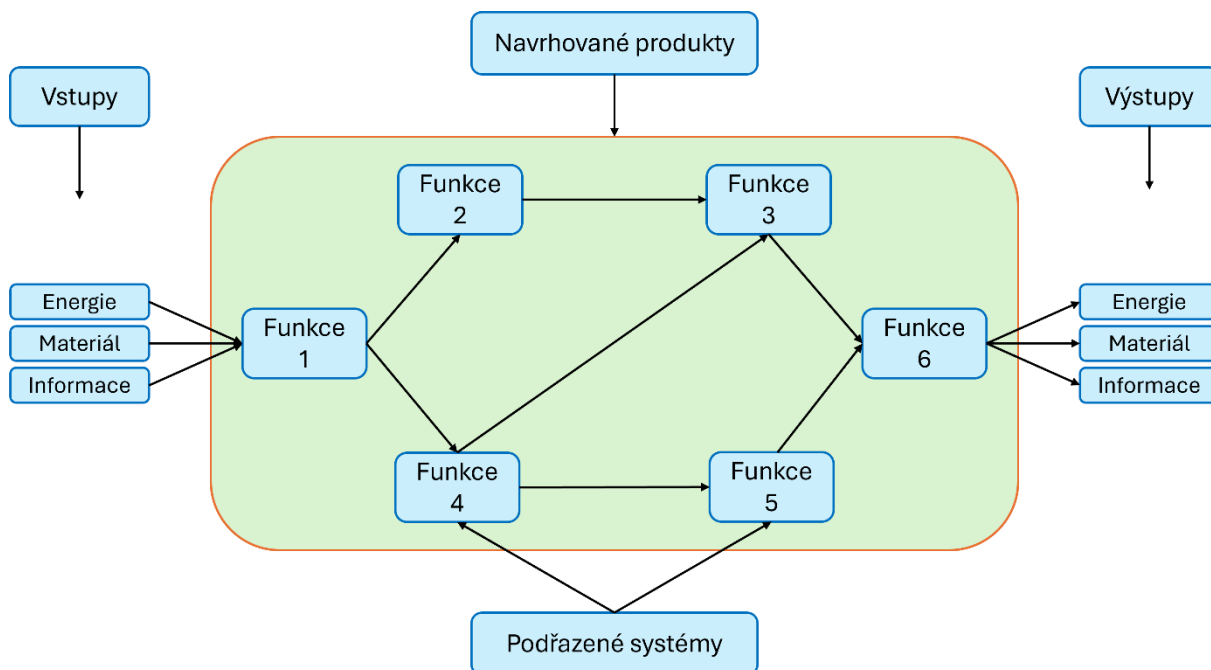 Navrhované produkty
Vstupy
Výstupy
Funkce
2
Funkce
3
Energie
Materiál
Informace
Funkce
1
Funkce
6
Energie
Materiál
Informace
Funkce
4
Funkce
5
Podřazené systémy